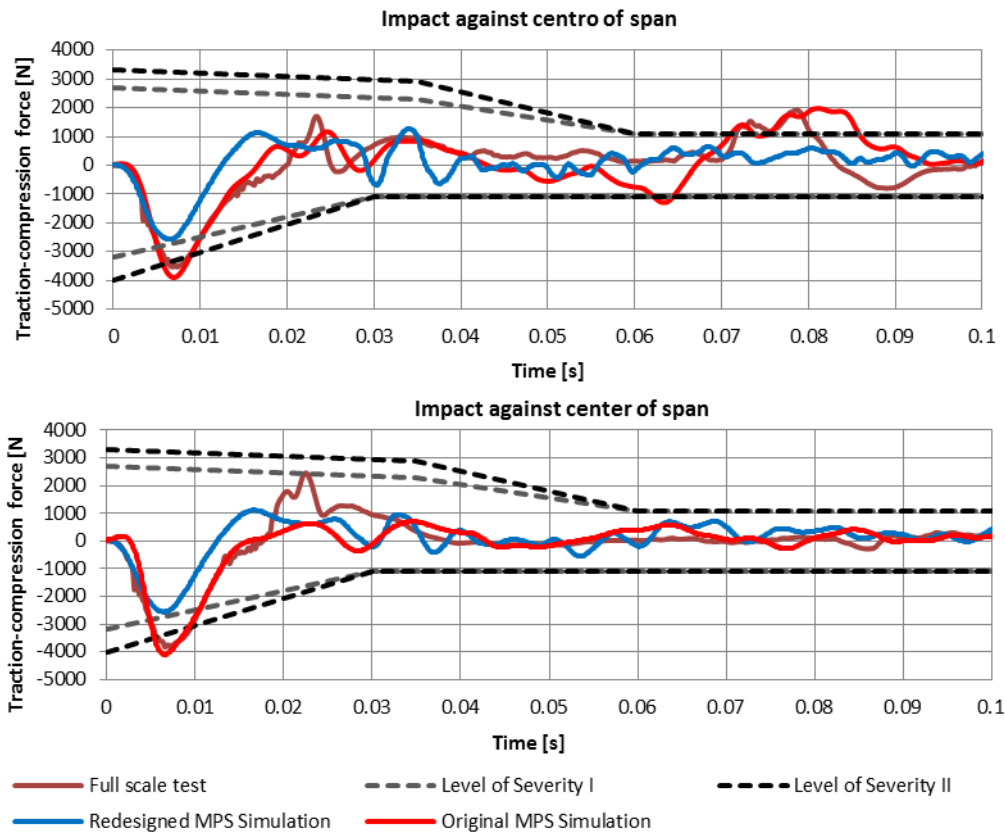 Impact against centro of span
Traction-compression force [N]
4000
3000
2000
1000
0
-1000
-2000
-3000
-4000
-5000
0 0.01 0.02 0.03 0.04 0.05 0.06 0.07 0.08 0.09 0.1
Time [s]
Impact against center of span
Traction-compression force [N
4000
3000
2000
1000
0
-1000
-2000
-3000
-4000
-5000
0 0.01 0.02 0.03 0.04 0.05 0.06 0.07 0.08 0.09 0.1
Time [s]
Full scale test Level of Severity I Level of Severity II
Redesigned MPS Simulation Original MPS Simulation